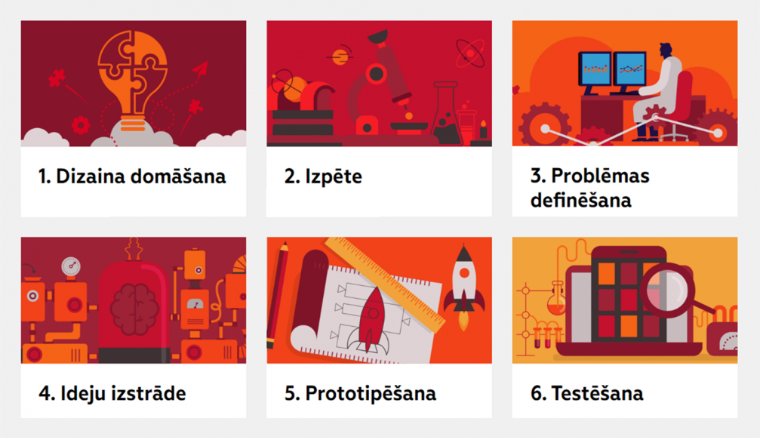 1. Dizaina domāšana
2. Izpēte
3. Problēmas
definēšana
4. Ideju izstrāde
5. Prototipēšana
6. Testēšana